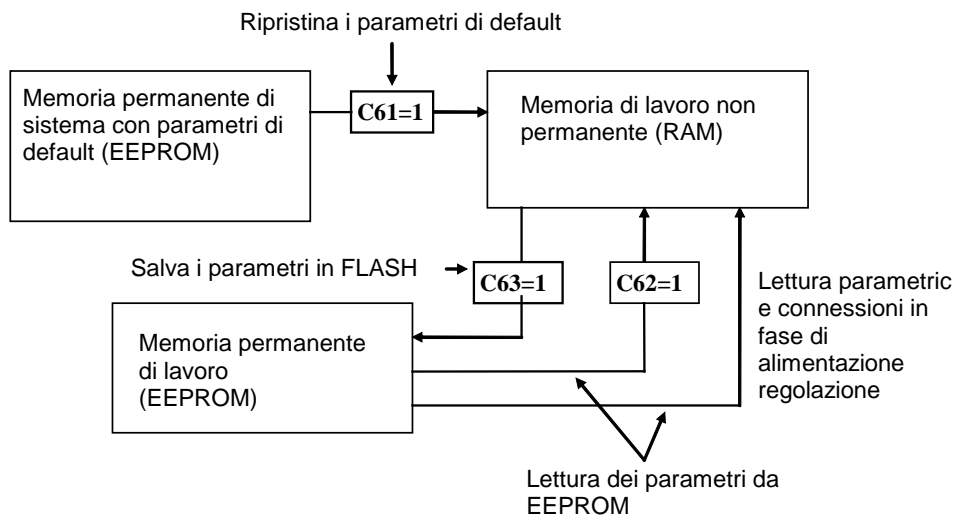 Ripristina i parametri di default
Memoria permanente di
sistema con parametri di
default (EEPROM)
C61=1
Memoria di lavoro non
permanente (RAM)
Salva i parametri in FLASH
C63=1
C62=1
Lettura parametric
e connessioni in
fase di
alimentazione
regolazione
Memoria permanente
di lavoro
(EEPROM)
Lettura dei parametri da
EEPROM